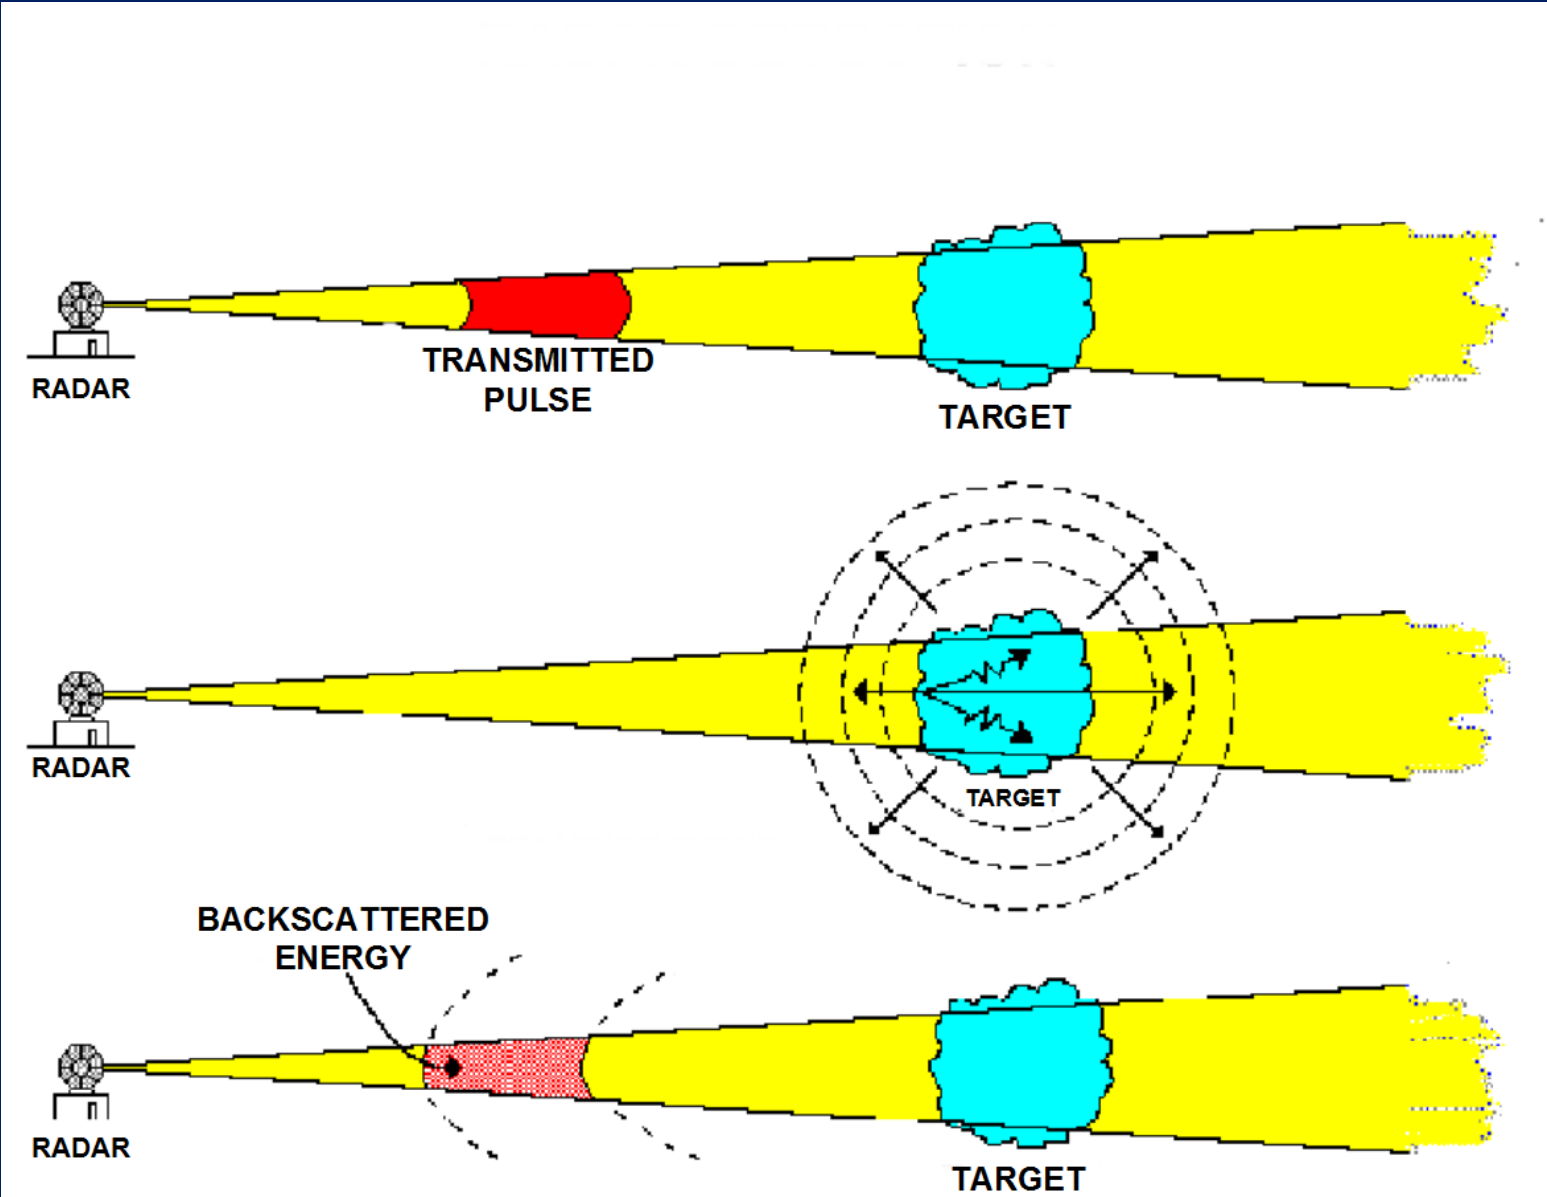 RADAR
TRANSMITTED
PULSE
TARGET
RADAR
TARGET
BACKSCATTERED
ENERGY
RADAR
TARGET